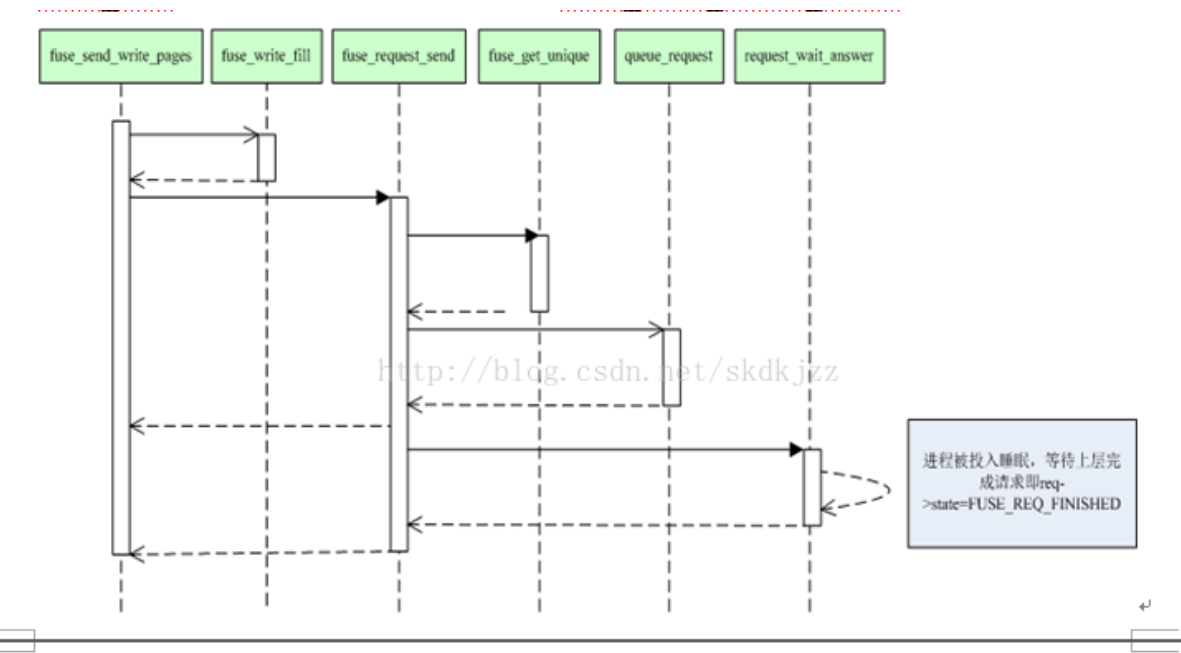 fuse_send_write_pages
fuse_write_fill
fuse_request_send
fuse_get_unique
queue_request
request_wait_answer
http://blog.csdn.net/skdkjzz
进程被投入睡眠，等待上层完
成请求即req-
>state=FUSE_REQ_FINISHED